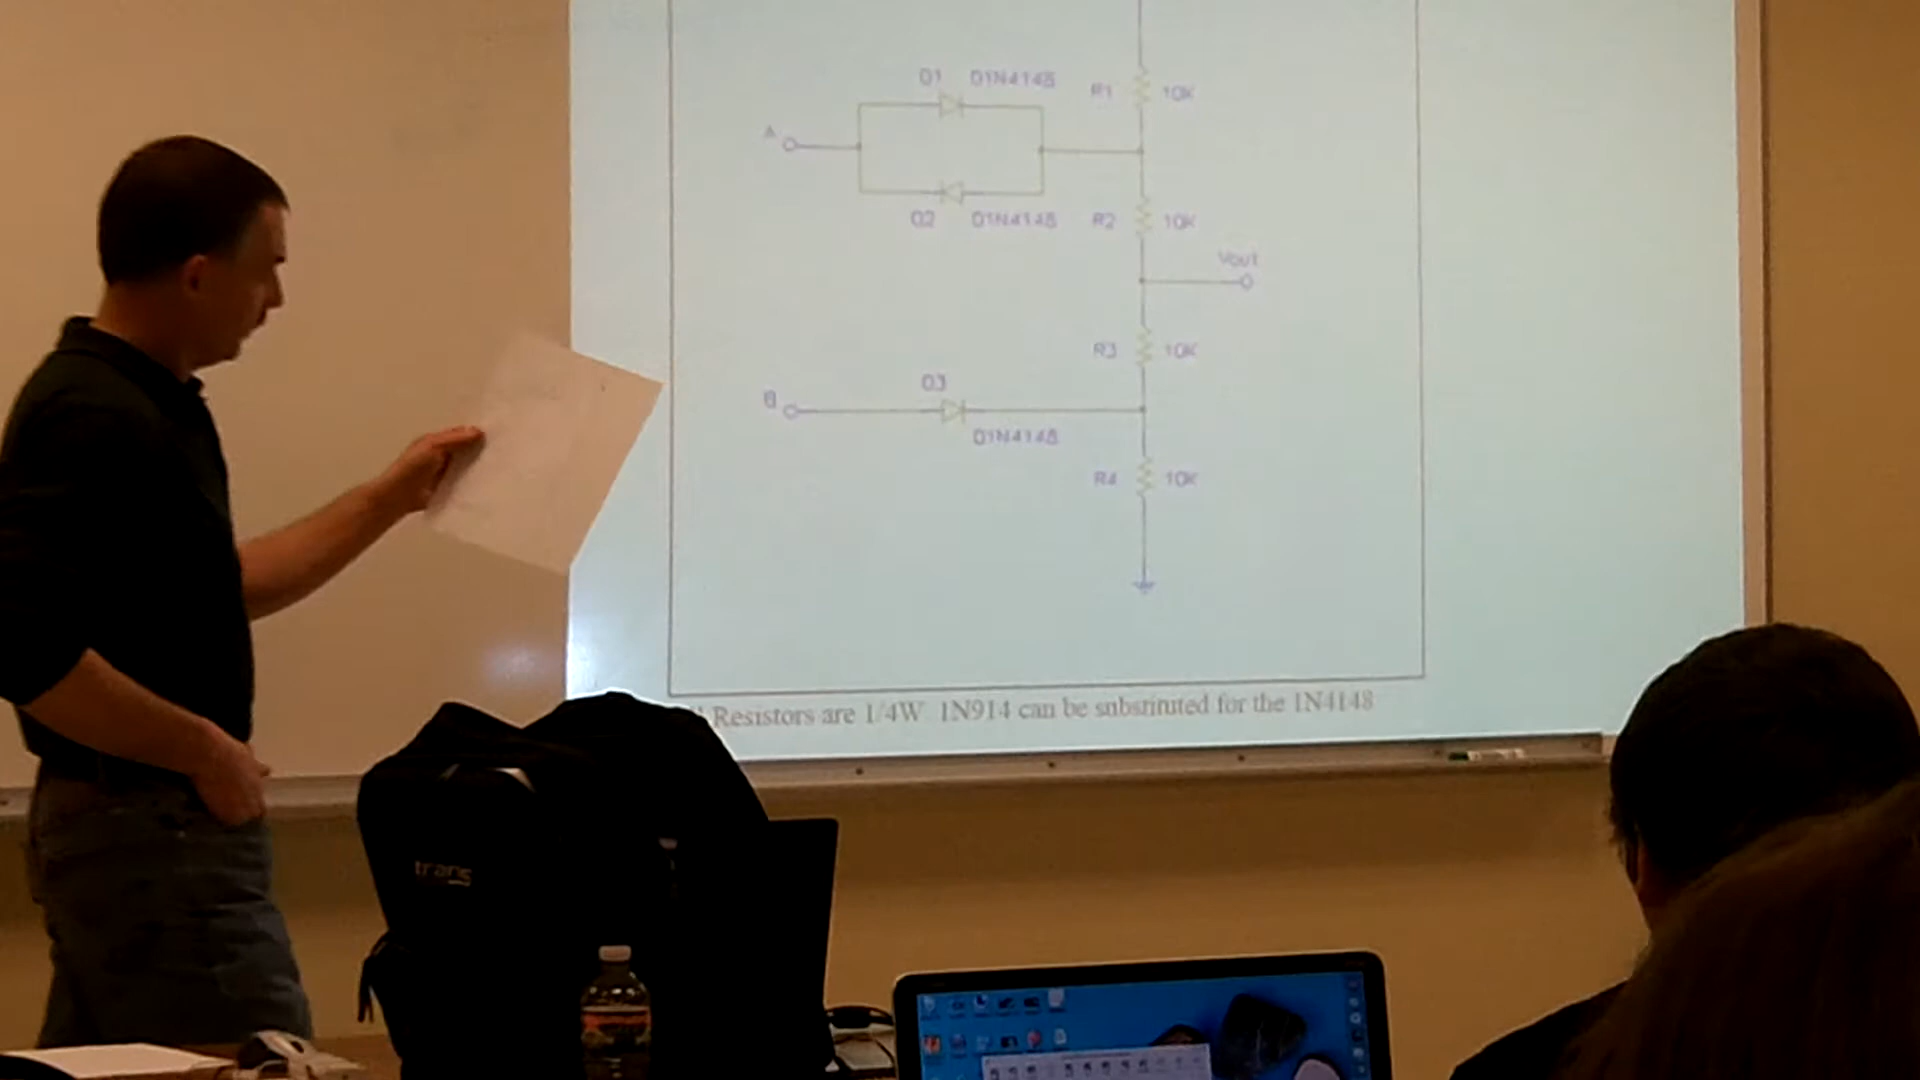 D1 D1N4148
R1 10K
A
D2 D1N4148 R2 10K
Vout
R3 10K
D3
B
D1N4148
R4 10K
Resistors are 1/4W 1N914 can be substituted for the 1N4148
trans